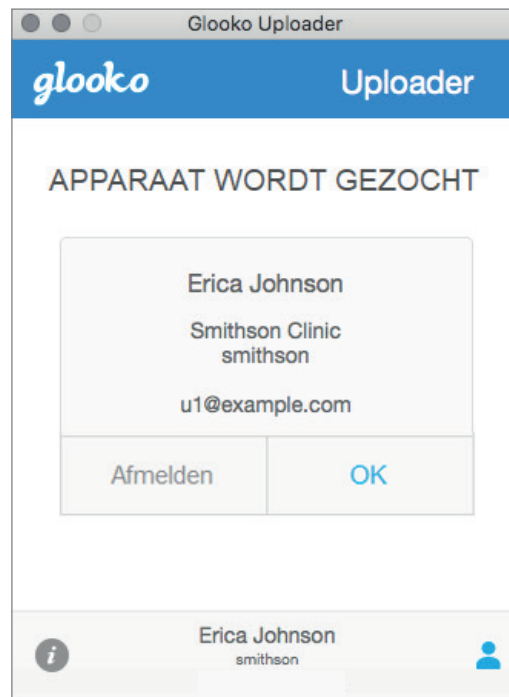 Glooko Uploader
glooko
Uploader
APPARAAT WORDT GEZOCHT
Erica Johnson
Smithson Clinic
smithson
u1@example.com
Afmelden
OK
i
Erica Johnson
smithson